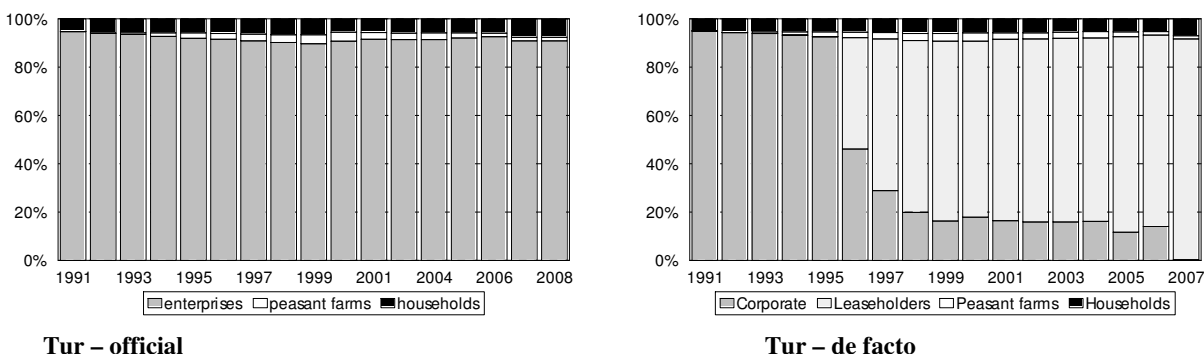 100%
80%
60%
40%
20%
0%
1991 1993 1995 1997 1999 2001 2004 2006 2008
enterprises peasant farms households
Tur – official
100%
80%
60%
40%
20%
0%
1991 1993 1995 1997 1999 2001 2003 2005 2007
Corporate Leaseholders Peasant farms Households
Tur – de facto